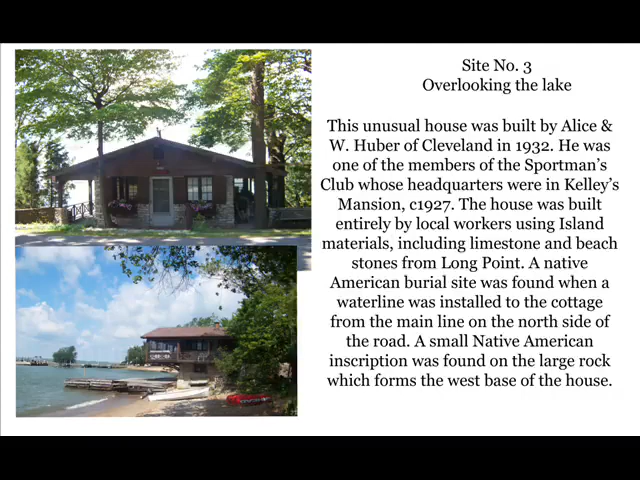 Site No. 3
Overlooking the lake
This unusual house was built by Alice &
W. Huber of Cleveland in 1932. He was
one of the members of the Sportman's
Club whose headquarters were in Kelley's
Mansion, c1927. The house was built
entirely by local workers using Island
materials, including limestone and beach
stones from Long Point. A native
American burial site was found when a
waterline was installed to the cottage
from the main line on the north side of
the road. A small Native American
inscription was found on the large rock
which forms the west base of the house.